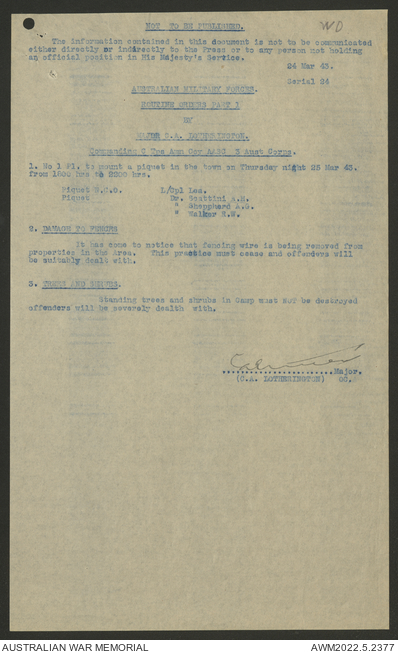 NOT TO BE PUBLISHED.
WD
The information contained in this document is not to be communicated
either directly or indirectly to the Press or to any person not holding
an official position in His Majesty's Service.
24 Mar 43.
Serial 24
AUSTRALIAN MILITARY FORCES.
ROUTINE ORDERS PART 1
BY
MAJOR C.A. LOTHERINGTON.
Commanding C Tps Amn Coy AASC 3 Aust Corps.
1. No 1 Pl. to mount a piquet in the town on Thursday night 25 Mar 43.
from 1800 hrs to 2200 hrs.
Piquet N.C.O. L/Cpl Lea.
Piquet Dr. Scattini A.R.
" Shepphard A.G.
" Walker R.W.
2. DAMAGE TO FENCING
It has come to notice that fencing wire is being removed from
properties in the Area. This practice must cease and offenders will
be suitably dealt with.
3. TREES AND SHRUBS.
Standing trees and shrubs in Camp must NOT be destroyed
offenders will be severely dealth with.
Major.
(C.A. LOTHERINGTON) OC.
AUSTRALIAN WAR MEMORIAL AWM2022.5.2377